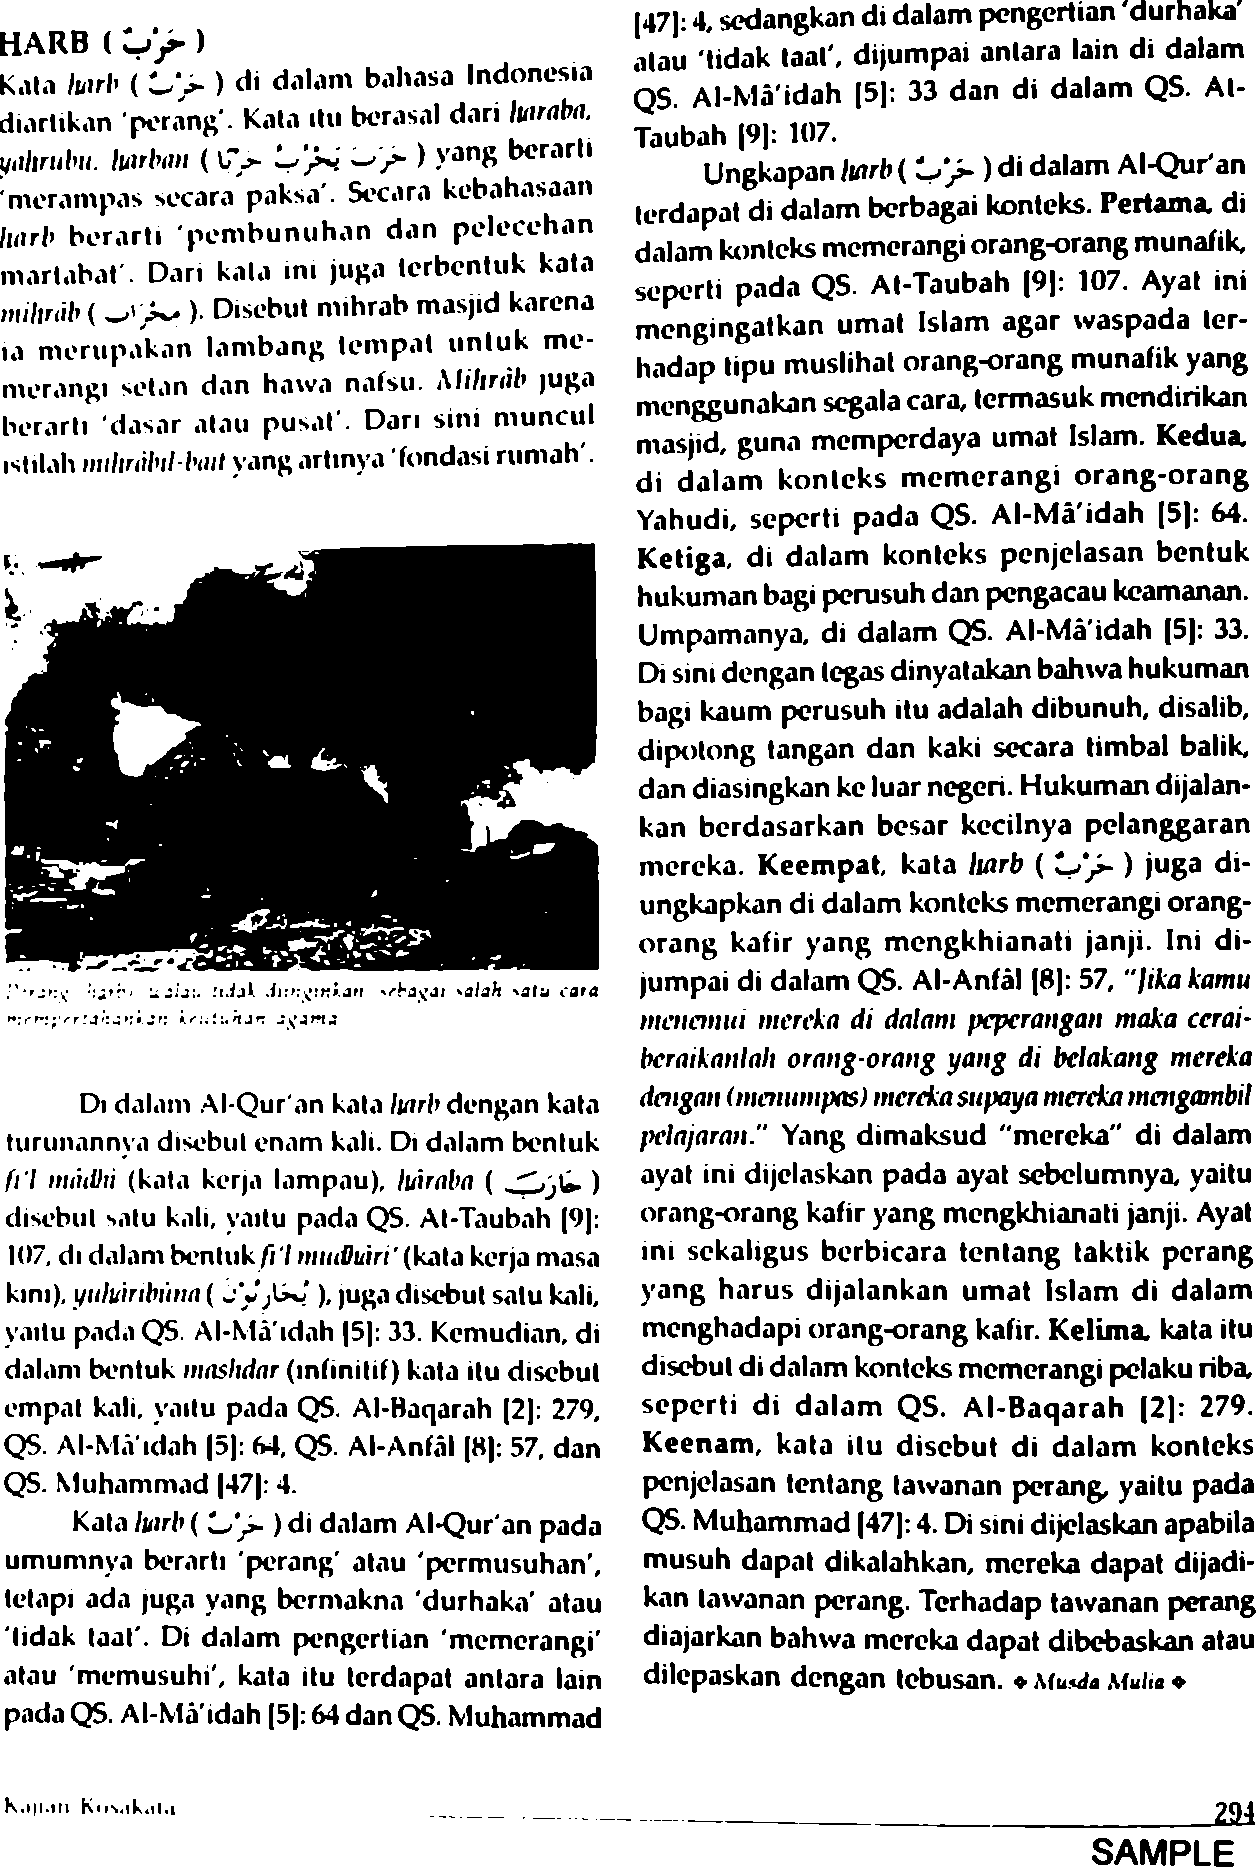 HARB ( حَرْبٌ )
Kata harb ( حَرْبٌ ) di dalam bahasa Indonesia
diartikan 'perang'. Kata itu berasal dari haraba,
yahrubu, harban ( حَرَبَ يَحْرُبُ حَرْبًا ) yang berarti
'merampas secara paksa'. Secara kebahasaan
harb berarti 'pembunuhan dan pelecehan
martabat'. Dari kata ini juga terbentuk kata
mihrâb ( مِحْرَاب ). Disebut mihrab masjid karena
ia merupakan lambang tempat untuk me-
merangi setan dan hawa nafsu. Mihrâb juga
berarti 'dasar atau pusat'. Dari sini muncul
istilah mihrâbul-bait yang artinya 'fondasi rumah'.
Perang (harb) walau tidak diinginkan sebagai salah satu cara
mempertahankan keutuhan agama
Di dalam Al-Qur'an kata harb dengan kata
turunannya disebut enam kali. Di dalam bentuk
fi'l mâdhi (kata kerja lampau), hâraba ( حَارَبَ )
disebut satu kali, yaitu pada QS. At-Taubah [9]:
107, di dalam bentuk fi'l mudhâri' (kata kerja masa
kini), yuhâribûna ( يُحَارِبُوْنَ ), juga disebut satu kali,
yaitu pada QS. Al-Mâ'idah [5]: 33. Kemudian, di
dalam bentuk mashdar (infinitif) kata itu disebut
empat kali, yaitu pada QS. Al-Baqarah [2]: 279,
QS. Al-Mâ'idah [5]: 64, QS. Al-Anfâl [8]: 57, dan
QS. Muhammad [47]: 4.
Kata harb ( حَرْبٌ ) di dalam Al-Qur'an pada
umumnya berarti 'perang' atau 'permusuhan',
tetapi ada juga yang bermakna 'durhaka' atau
'tidak taat'. Di dalam pengertian 'memerangi'
atau 'memusuhi', kata itu terdapat antara lain
pada QS. Al-Mâ'idah [5]: 64 dan QS. Muhammad
[47]: 4, sedangkan di dalam pengertian 'durhaka'
atau 'tidak taat', dijumpai antara lain di dalam
QS. Al-Mâ'idah [5]: 33 dan di dalam QS. At-
Taubah [9]: 107.
Ungkapan harb ( حَرْبٌ ) di dalam Al-Qur'an
terdapat di dalam berbagai konteks. Pertama, di
dalam konteks memerangi orang-orang munafik,
seperti pada QS. At-Taubah [9]: 107. Ayat ini
mengingatkan umat Islam agar waspada ter-
hadap tipu muslihat orang-orang munafik yang
menggunakan segala cara, termasuk mendirikan
masjid, guna memperdaya umat Islam. Kedua,
di dalam konteks memerangi orang-orang
Yahudi, seperti pada QS. Al-Mâ'idah [5]: 64.
Ketiga, di dalam konteks penjelasan bentuk
hukuman bagi perusuh dan pengacau keamanan.
Umpamanya, di dalam QS. Al-Mâ'idah [5]: 33.
Di sini dengan tegas dinyatakan bahwa hukuman
bagi kaum perusuh itu adalah dibunuh, disalib,
dipotong tangan dan kaki secara timbal balik,
dan diasingkan ke luar negeri. Hukuman dijalan-
kan berdasarkan besar kecilnya pelanggaran
mereka. Keempat, kata harb ( حَرْبٌ ) juga di-
ungkapkan di dalam konteks memerangi orang-
orang kafir yang mengkhianati janji. Ini di-
jumpai di dalam QS. Al-Anfâl [8]: 57, "Jika kamu
menemui mereka di dalam peperangan maka cerai-
beraikanlah orang-orang yang di belakang mereka
dengan (menumpas) mereka supaya mereka mengambil
pelajaran." Yang dimaksud "mereka" di dalam
ayat ini dijelaskan pada ayat sebelumnya, yaitu
orang-orang kafir yang mengkhianati janji. Ayat
ini sekaligus berbicara tentang taktik perang
yang harus dijalankan umat Islam di dalam
menghadapi orang-orang kafir. Kelima, kata itu
disebut di dalam konteks memerangi pelaku riba,
seperti di dalam QS. Al-Baqarah [2]: 279.
Keenam, kata itu disebut di dalam konteks
penjelasan tentang tawanan perang, yaitu pada
QS. Muhammad [47]: 4. Di sini dijelaskan apabila
musuh dapat dikalahkan, mereka dapat dijadi-
kan tawanan perang. Terhadap tawanan perang
diajarkan bahwa mereka dapat dibebaskan atau
dilepaskan dengan tebusan. ◆ Musda Mulia ◆
Kajian Kosakata
294
SAMPLE